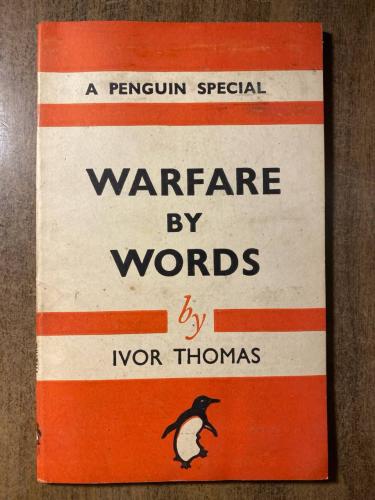 A PENGUIN SPECIAL
WARFARE
BY
WORDS
by
IVOR THOMAS